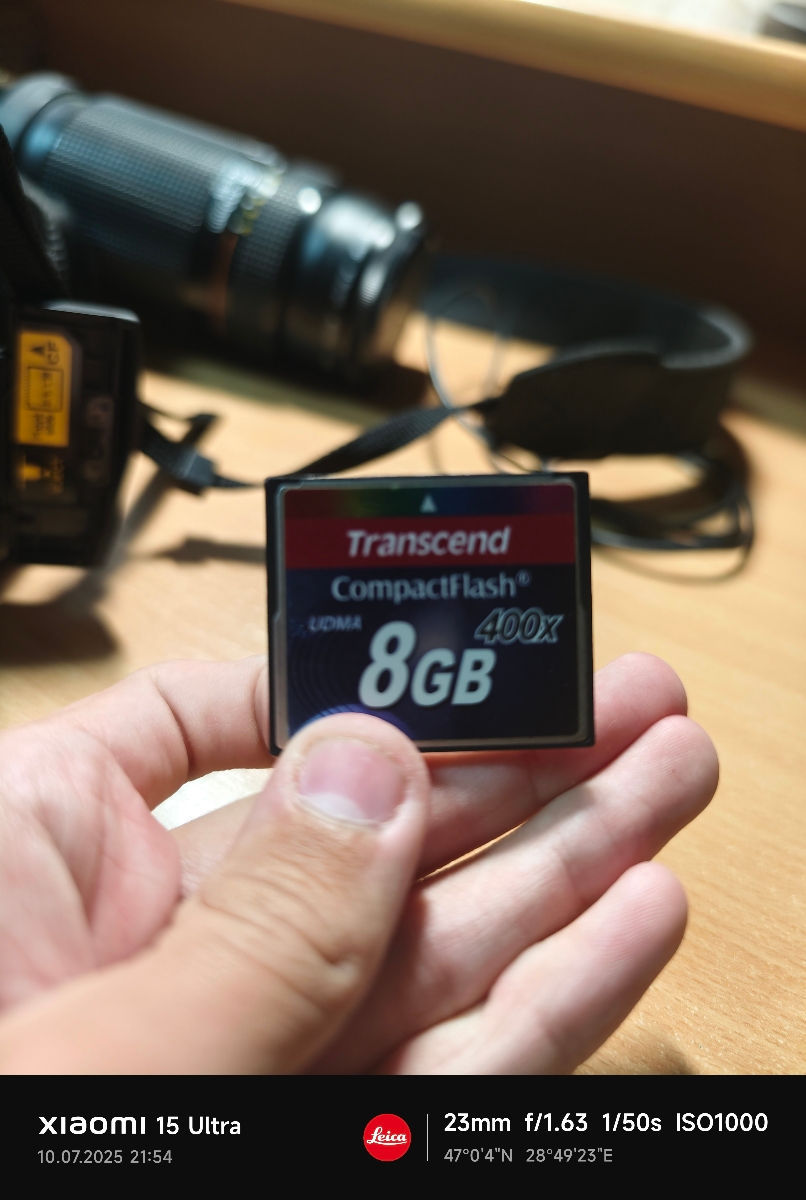 CF
Transcend
CompactFlash®
UDMA
400x
8GB
xiaomi 15 Ultra
10.07.2025 21:54
Leica
23mm f/1.63 1/50s ISO1000
47°0'4"N 28°49'23"E